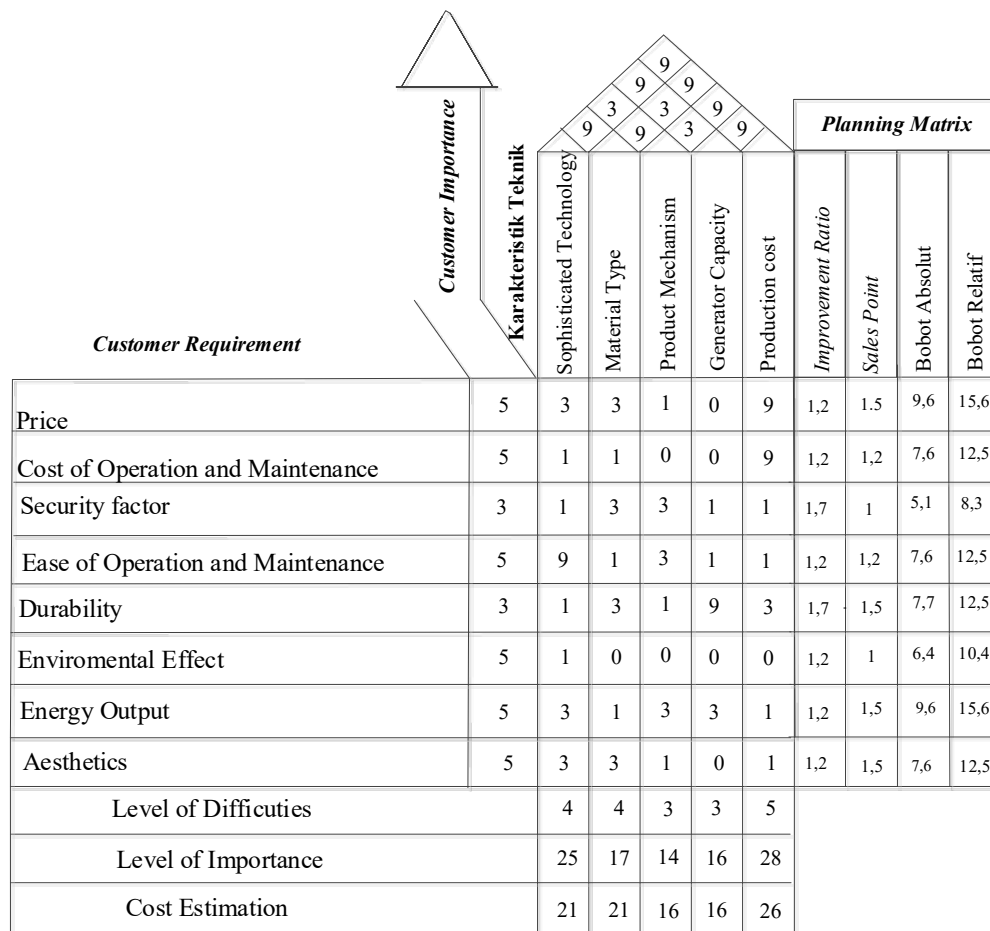 9
9 9
3 3 9
9 9 3 9
Planning Matrix
Customer Importance
Karakteristik Teknik
Sophisticated Technology
Material Type
Product Mechanism
Generator Capacity
Production cost
Improvement Ratio
Sales Point
Bobot Absolut
Bobot Relatif
Customer Requirement
Price 5 3 3 1 0 9 1,2 1.5 9,6 15,6
Cost of Operation and Maintenance 5 1 1 0 0 9 1,2 1,2 7,6 12,5
Security factor 3 1 3 3 1 1 1,7 1 5,1 8,3
Ease of Operation and Maintenance 5 9 1 3 1 1 1,2 1,2 7,6 12,5
Durability 3 1 3 1 9 3 1,7 1,5 7,7 12,5
Enviromental Effect 5 1 0 0 0 0 1,2 1 6,4 10,4
Energy Output 5 3 1 3 3 1 1,2 1,5 9,6 15,6
Aesthetics 5 3 3 1 0 1 1,2 1,5 7,6 12,5
Level of Difficuties 4 4 3 3 5
Level of Importance 25 17 14 16 28
Cost Estimation 21 21 16 16 26